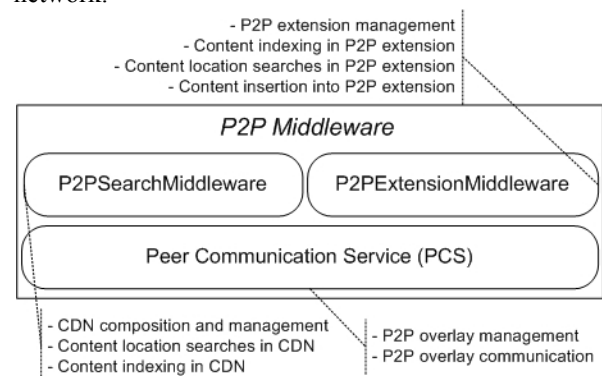 network.
- P2P extension management
- Content indexing in P2P extension
- Content location searches in P2P extension
- Content insertion into P2P extension
P2P Middleware
P2PSearchMiddleware
P2PExtensionMiddleware
Peer Communication Service (PCS)
- CDN composition and management
- Content location searches in CDN
- Content indexing in CDN
- P2P overlay management
- P2P overlay communication